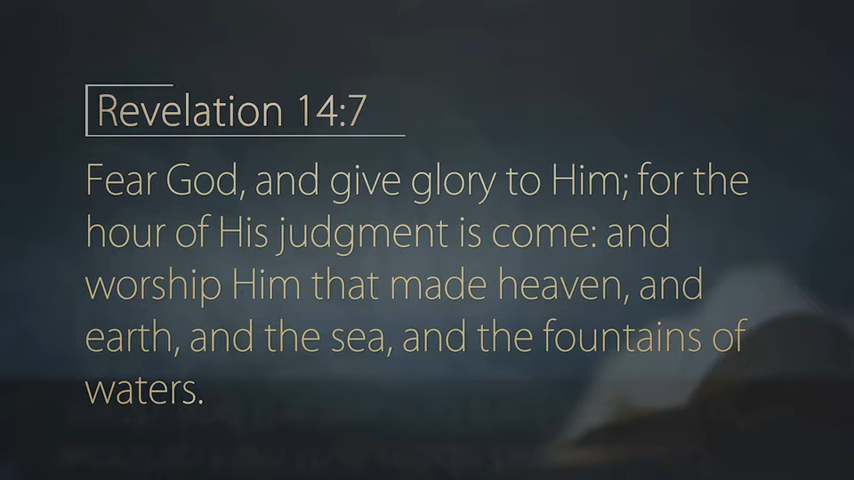 Revelation 14:7
Fear God, and give glory to Him; for the
hour of His judgment is come: and
worship Him that made heaven, and
earth, and the sea, and the fountains of
waters.